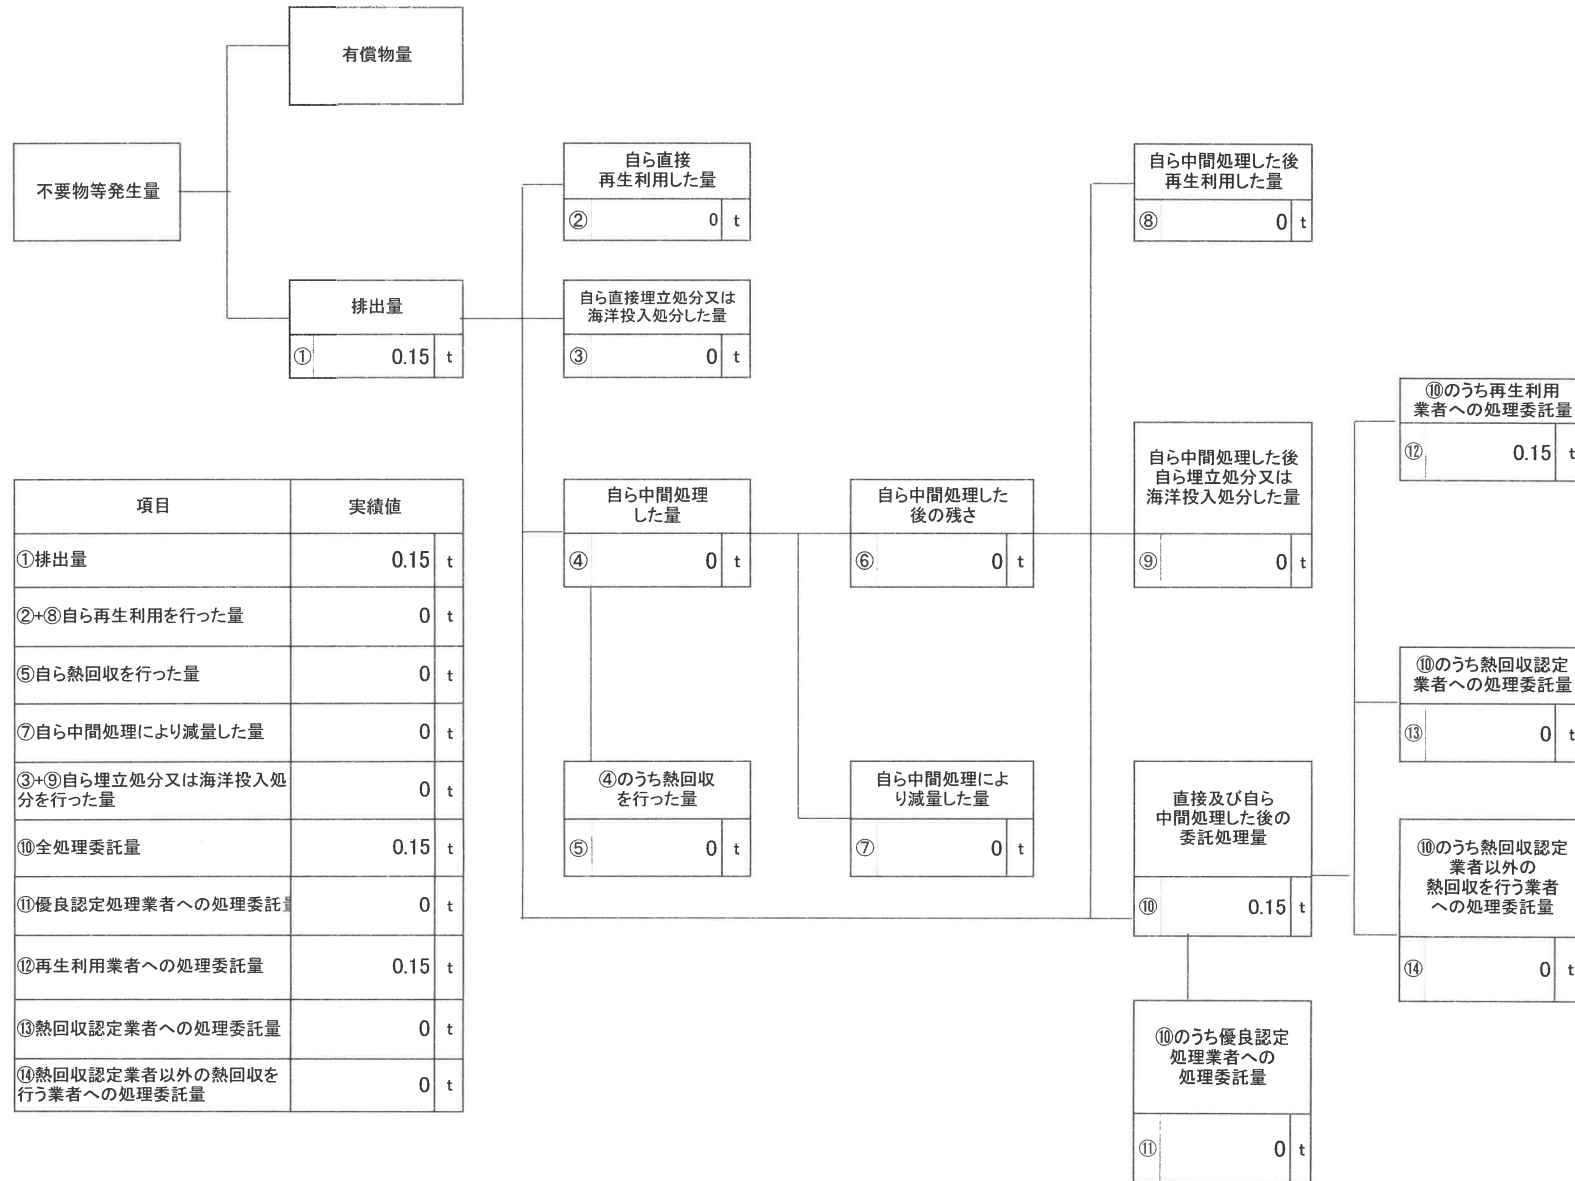 有償物量
不要物等発生量
排出量
① 0.15 t
自ら直接
再生利用した量
② 0 t
自ら直接埋立処分又は
海洋投入処分した量
③ 0 t
自ら中間処理
した量
④ 0 t
④のうち熱回収
を行った量
⑤ 0 t
自ら中間処理した
後の残さ
⑥ 0 t
自ら中間処理によ
り減量した量
⑦ 0 t
自ら中間処理した後
再生利用した量
⑧ 0 t
自ら中間処理した後
自ら埋立処分又は
海洋投入処分した量
⑨ 0 t
直接及び自ら
中間処理した後の
委託処理量
⑩ 0.15 t
⑩のうち優良認定
処理業者への
処理委託量
⑪ 0 t
⑩のうち再生利用
業者への処理委託量
⑫ 0.15 t
⑩のうち熱回収認定
業者への処理委託量
⑬ 0 t
⑩のうち熱回収認定
業者以外の
熱回収を行う業者
への処理委託量
⑭ 0 t
項目 実績値
①排出量 0.15 t
②+⑧自ら再生利用を行った量 0 t
⑤自ら熱回収を行った量 0 t
⑦自ら中間処理により減量した量 0 t
③+⑨自ら埋立処分又は海洋投入処
分を行った量 0 t
⑩全処理委託量 0.15 t
⑪優良認定処理業者への処理委託量 0 t
⑫再生利用業者への処理委託量 0.15 t
⑬熱回収認定業者への処理委託量 0 t
⑭熱回収認定業者以外の熱回収を
行う業者への処理委託量 0 t